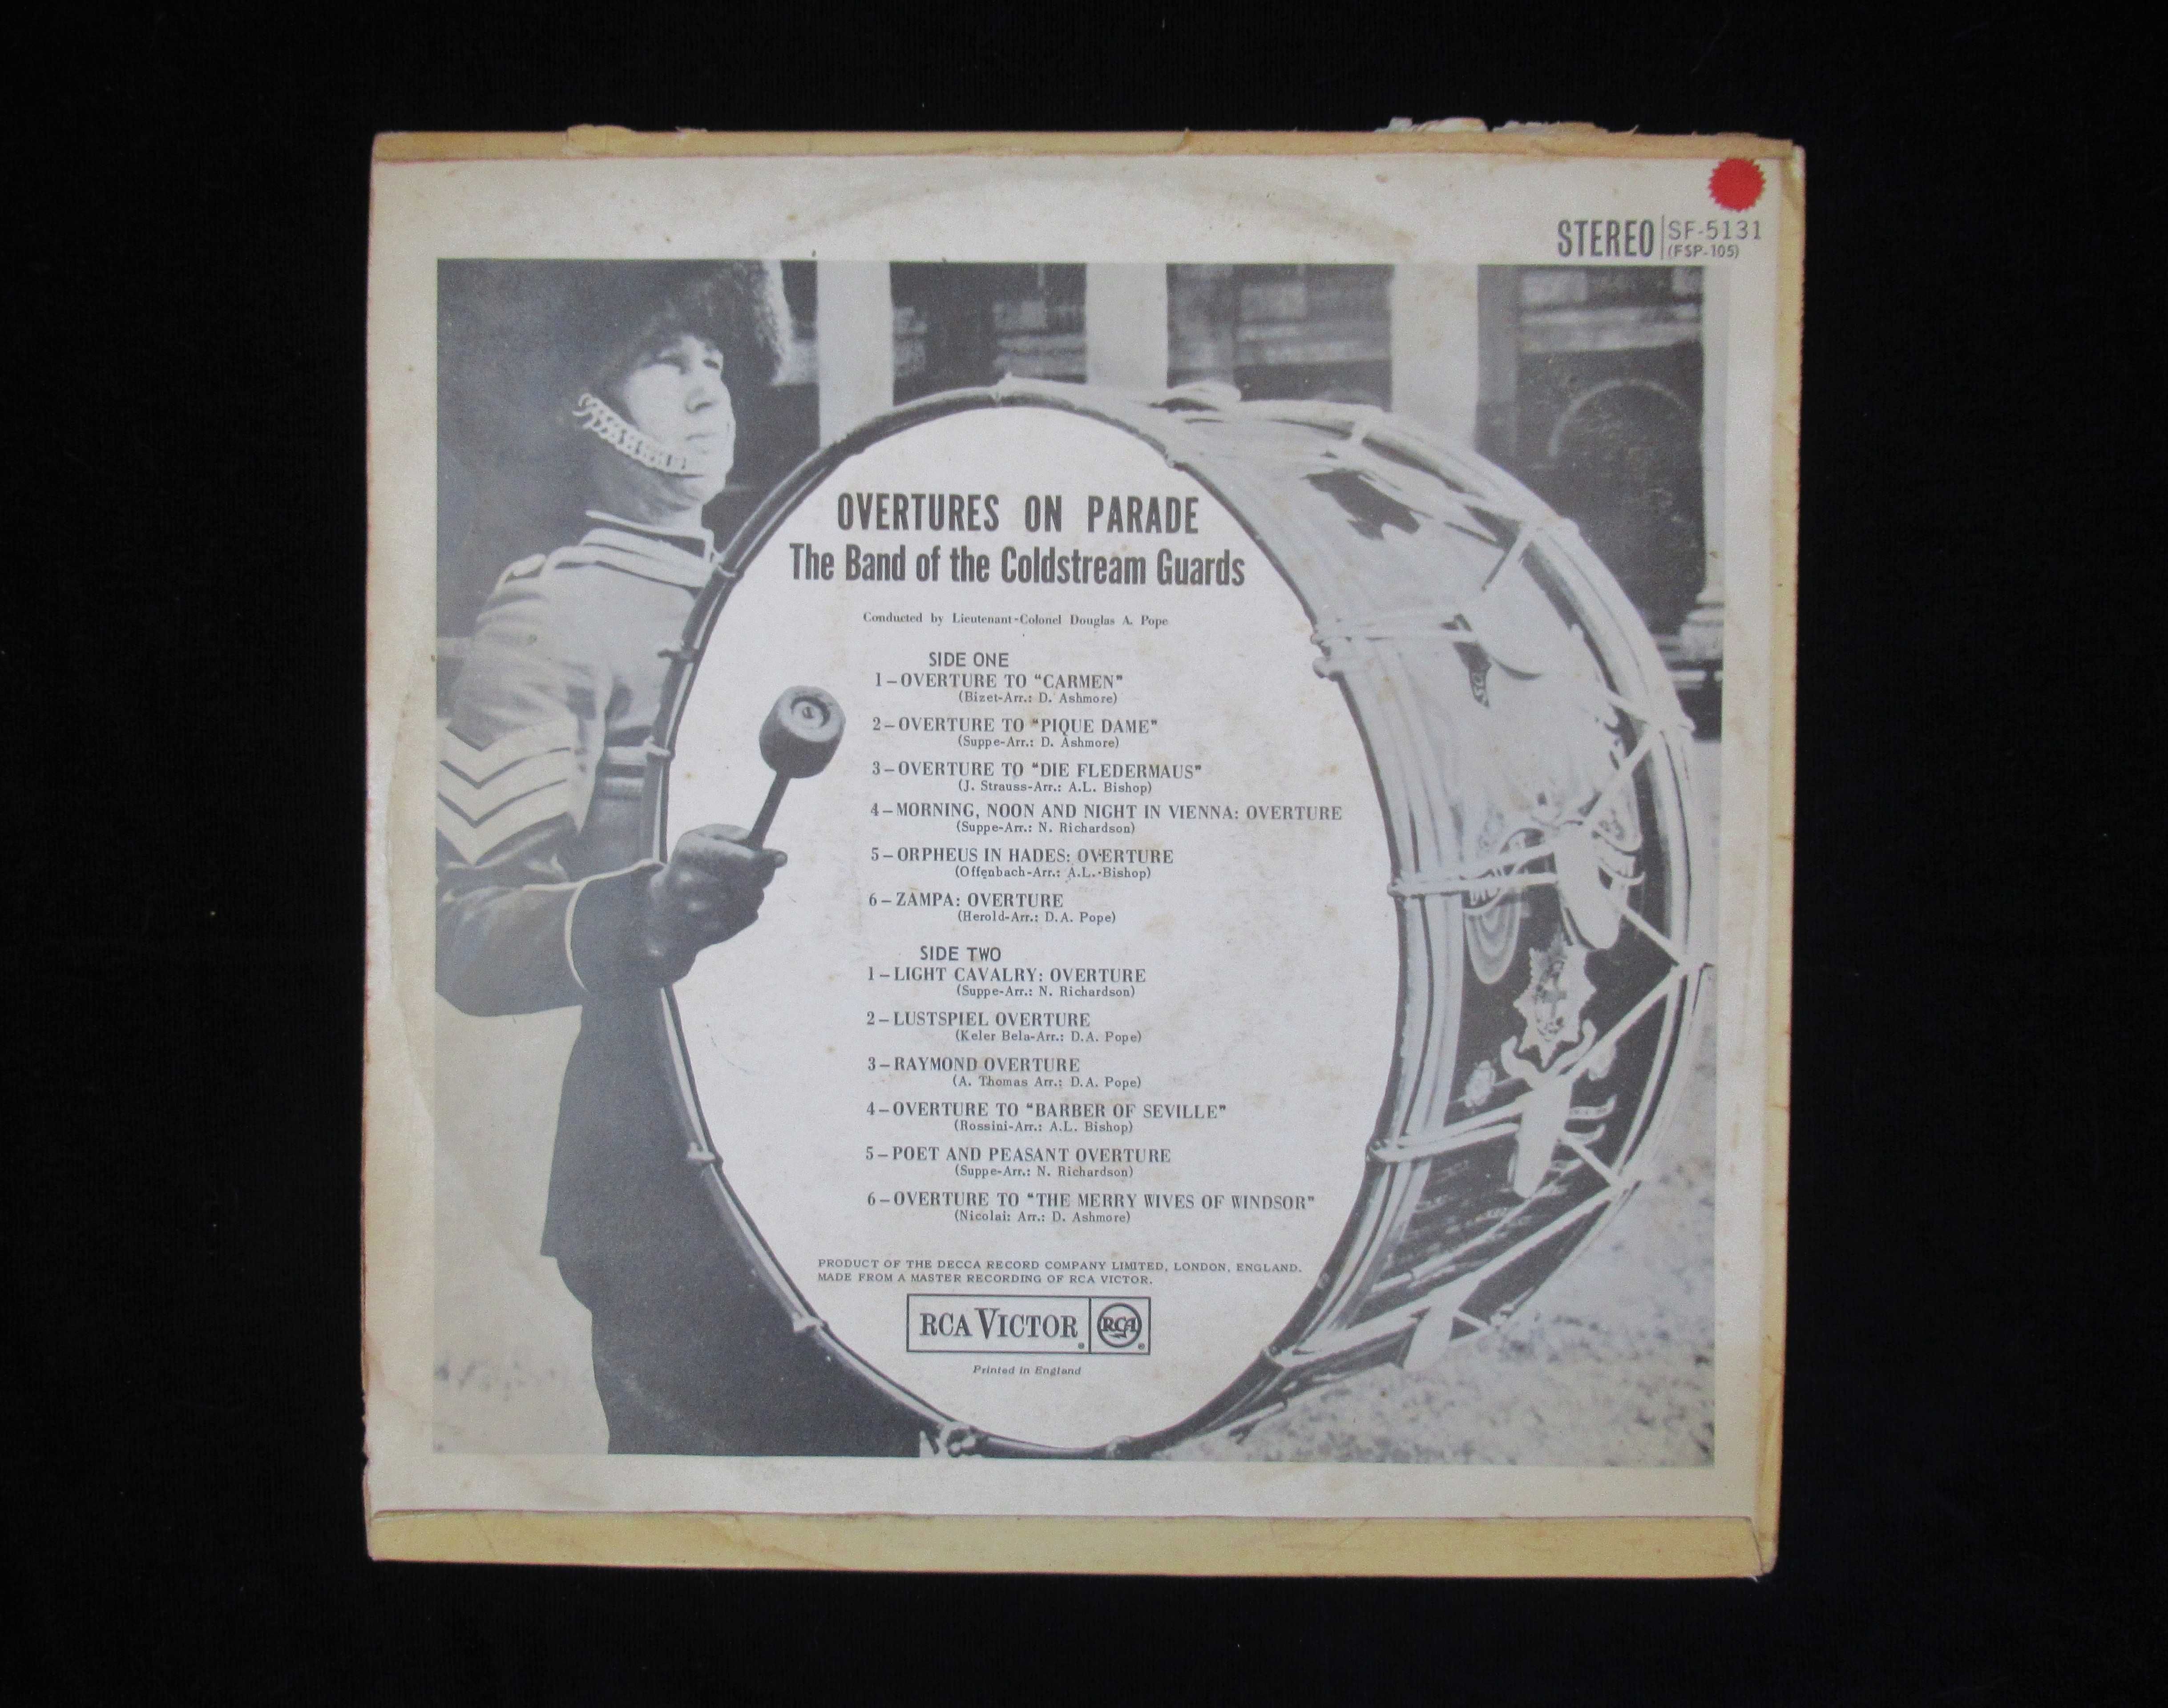 STEREO SF-5131
(FSP-105)
OVERTURES ON PARADE
The Band of the Coldstream Guards
Conducted by Lieutenant-Colonel Douglas A. Pope
SIDE ONE
1–OVERTURE TO "CARMEN"
(Bizet-Arr.: D. Ashmore)
2–OVERTURE TO "PIQUE DAME"
(Suppe-Arr.: D. Ashmore)
3–OVERTURE TO "DIE FLEDERMAUS"
(J. Strauss-Arr.: A.L. Bishop)
4–MORNING, NOON AND NIGHT IN VIENNA: OVERTURE
(Suppe-Arr.: N. Richardson)
5–ORPHEUS IN HADES: OVERTURE
(Offenbach-Arr.: A.L.-Bishop)
6–ZAMPA: OVERTURE
(Herold-Arr.: D.A. Pope)
SIDE TWO
1–LIGHT CAVALRY: OVERTURE
(Suppe-Arr.: N. Richardson)
2–LUSTSPIEL OVERTURE
(Keler Bela-Arr.: D.A. Pope)
3–RAYMOND OVERTURE
(A. Thomas Arr.: D.A. Pope)
4–OVERTURE TO "BARBER OF SEVILLE"
(Rossini-Arr.: A.L. Bishop)
5–POET AND PEASANT OVERTURE
(Suppe-Arr.: N. Richardson)
6–OVERTURE TO "THE MERRY WIVES OF WINDSOR"
(Nicolai: Arr.: D. Ashmore)
PRODUCT OF THE DECCA RECORD COMPANY LIMITED, LONDON, ENGLAND.
MADE FROM A MASTER RECORDING OF RCA VICTOR.
RCA VICTOR ® RCA ®
Printed in England